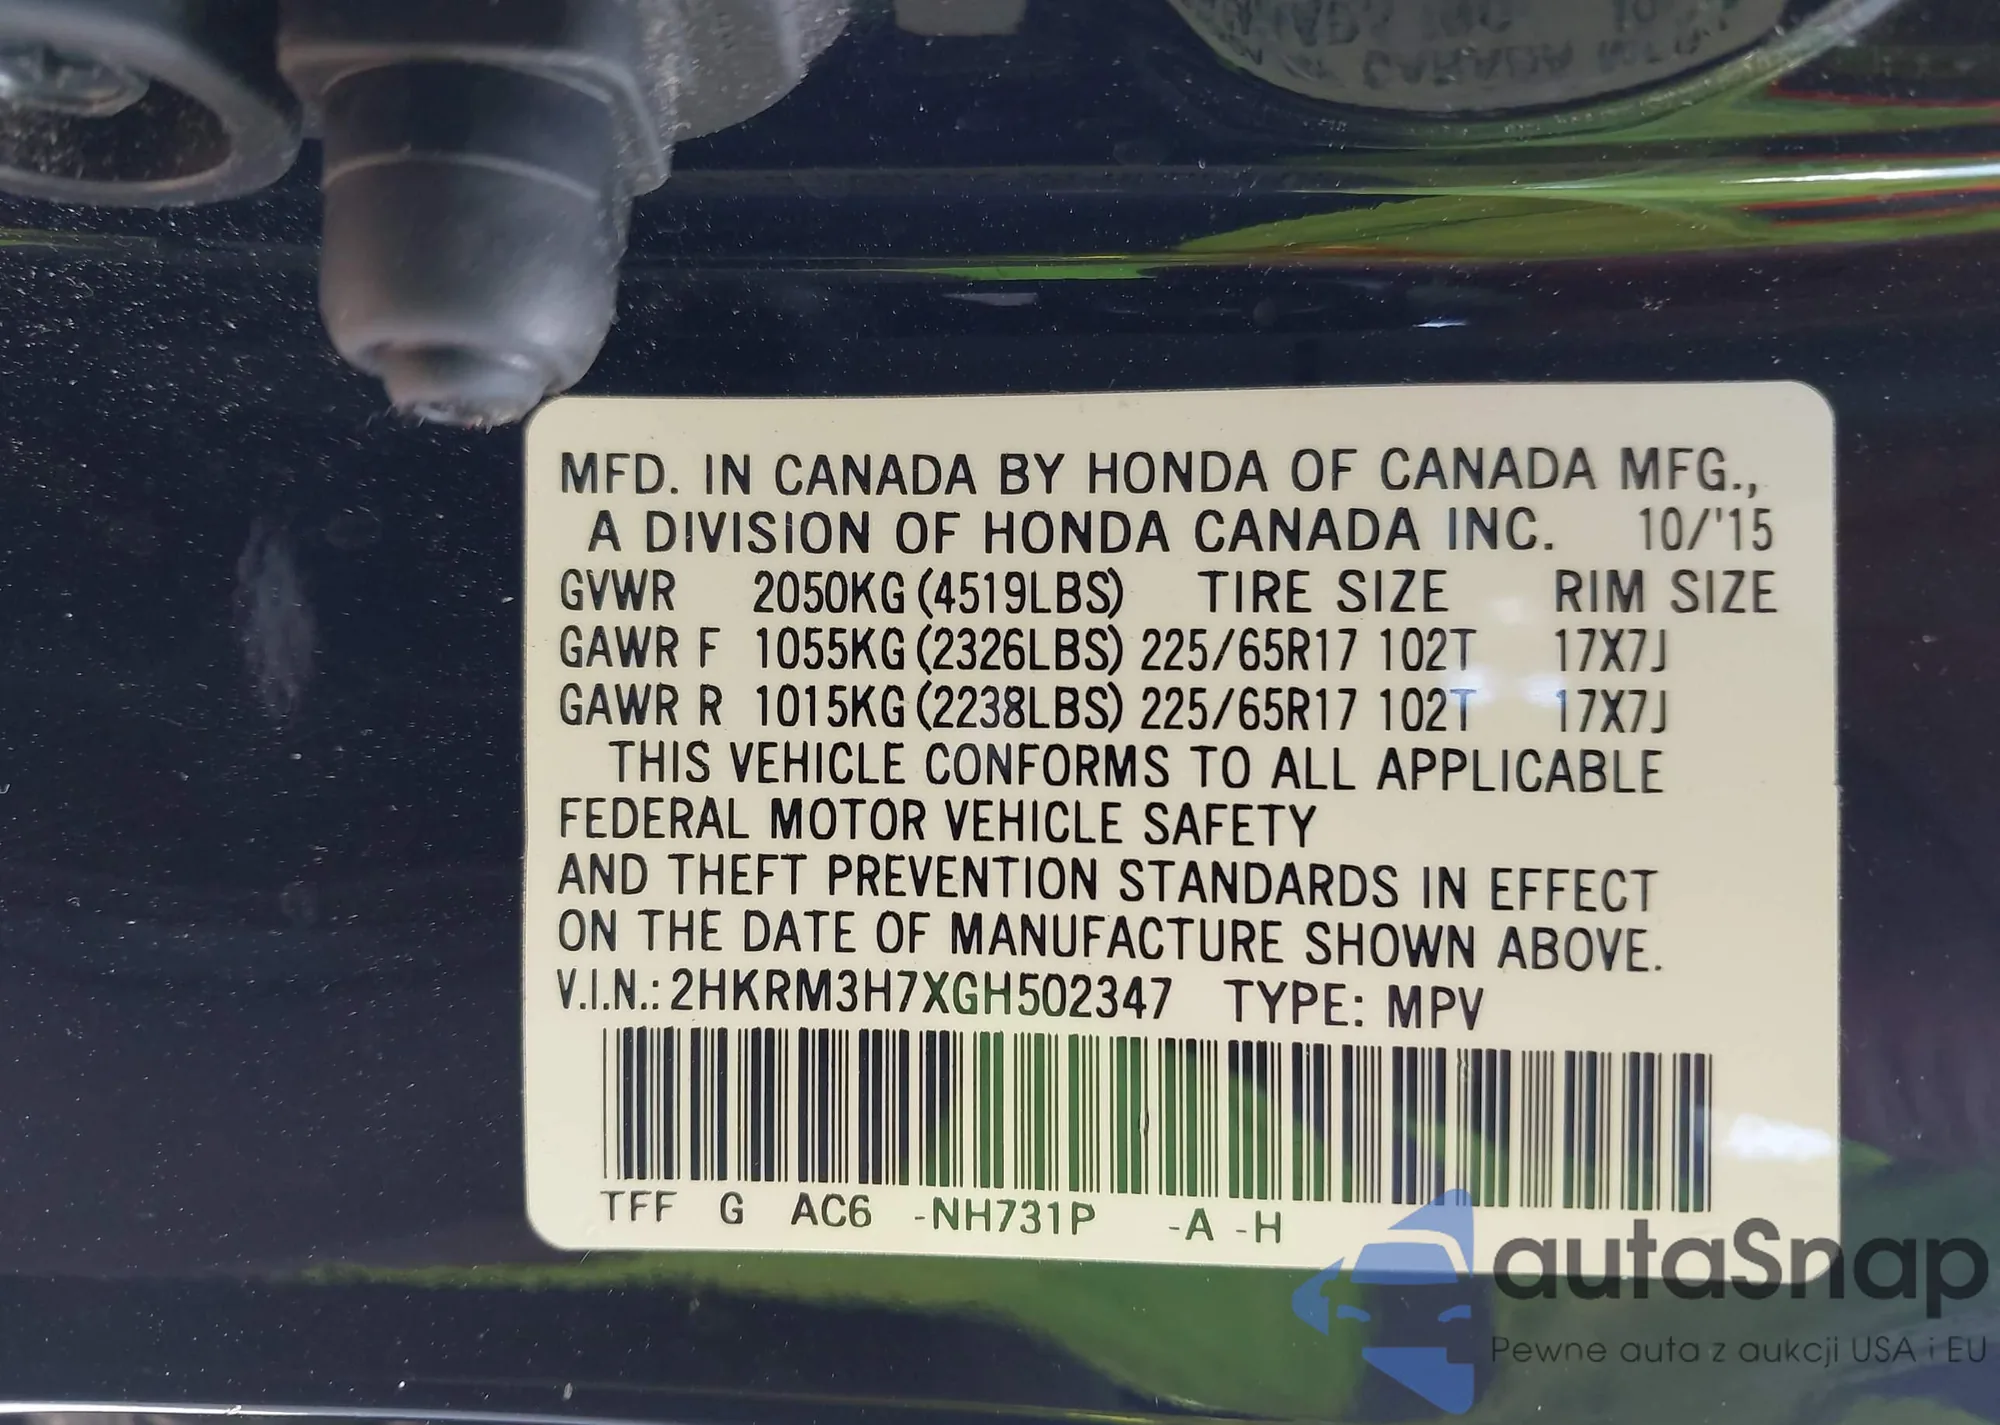 MFD. IN CANADA BY HONDA OF CANADA MFG.,
A DIVISION OF HONDA CANADA INC. 10/'15
GVWR 2050KG (4519LBS) TIRE SIZE RIM SIZE
GAWR F 1055KG (2326LBS) 225/65R17 102T 17X7J
GAWR R 1015KG (2238LBS) 225/65R17 102T 17X7J
THIS VEHICLE CONFORMS TO ALL APPLICABLE
FEDERAL MOTOR VEHICLE SAFETY
AND THEFT PREVENTION STANDARDS IN EFFECT
ON THE DATE OF MANUFACTURE SHOWN ABOVE.
V.I.N.: 2HKRM3H7XGH502347 TYPE: MPV
TFF G AC6 -NH731P -A -H
autaSnap
Pewne auta z aukcji USA i EU